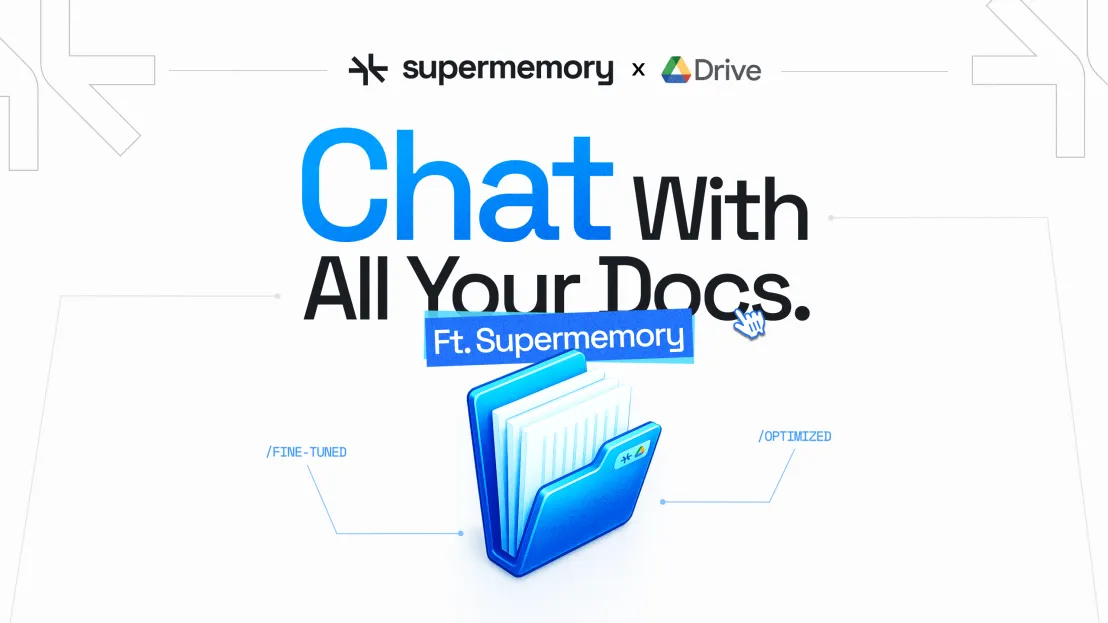 supermemory x Drive
Chat With
All Your Docs.
Ft. Supermemory
/FINE-TUNED
/OPTIMIZED